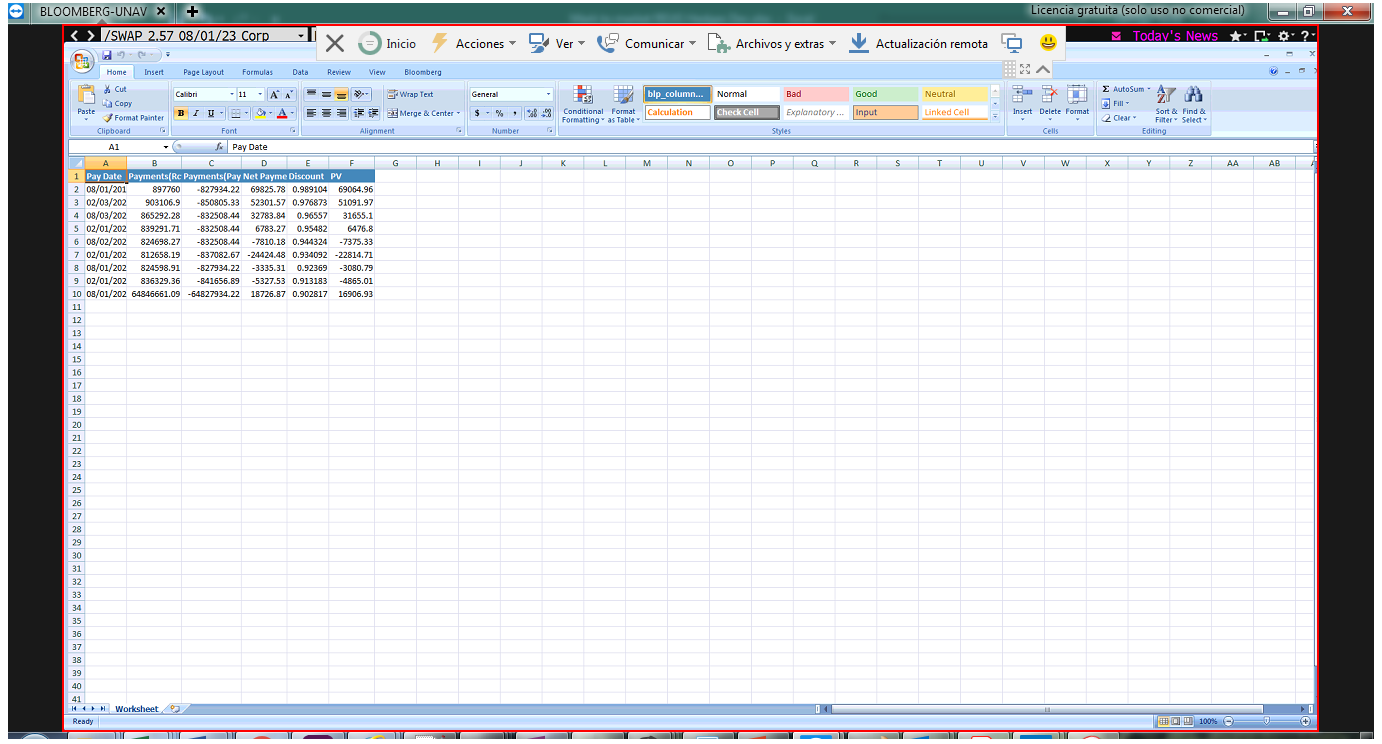 BLOOMBERG-UNAV
Licencia gratuita (solo uso no comercial)
/SWAP 2.57 08/01/23 Corp
Inicio Acciones Ver Comunicar Archivos y extras Actualización remota
Today's News
Home Insert Page Layout Formulas Data Review View Bloomberg
Cut Calibri 11 Wrap Text General blp_column... Normal Bad Good Neutral Σ AutoSum
Copy Fill
Paste Format Painter B I U Merge & Center $ % , Conditional Formatting Format as Table Calculation Check Cell Explanatory ... Input Linked Cell Insert Delete Format Clear Sort & Filter Find & Select
Clipboard Font Alignment Number Styles Cells Editing
A1 fx Pay Date
A B C D E F G H I J K L M N O P Q R S T U V W X Y Z AA AB
1 Pay Date Payments(Rc Payments(Pay Net Payme Discount PV
2 08/01/201 897760 -827934.22 69825.78 0.989104 69064.96
3 02/03/202 903106.9 -850805.33 52301.57 0.976873 51091.97
4 08/03/202 865292.28 -832508.44 32783.84 0.96557 31655.1
5 02/01/202 839291.71 -832508.44 6783.27 0.95482 6476.8
6 08/02/202 824698.27 -832508.44 -7810.18 0.944324 -7375.33
7 02/01/202 812658.19 -837082.67 -24424.48 0.934092 -22814.71
8 08/01/202 824598.91 -827934.22 -3335.31 0.92369 -3080.79
9 02/01/202 836329.36 -841656.89 -5327.53 0.913183 -4865.01
10 08/01/202 64846661.09 -64827934.22 18726.87 0.902817 16906.93
11
12
13
14
15
16
17
18
19
20
21
22
23
24
25
26
27
28
29
30
31
32
33
34
35
36
37
38
39
40
41
Worksheet
Ready 100%